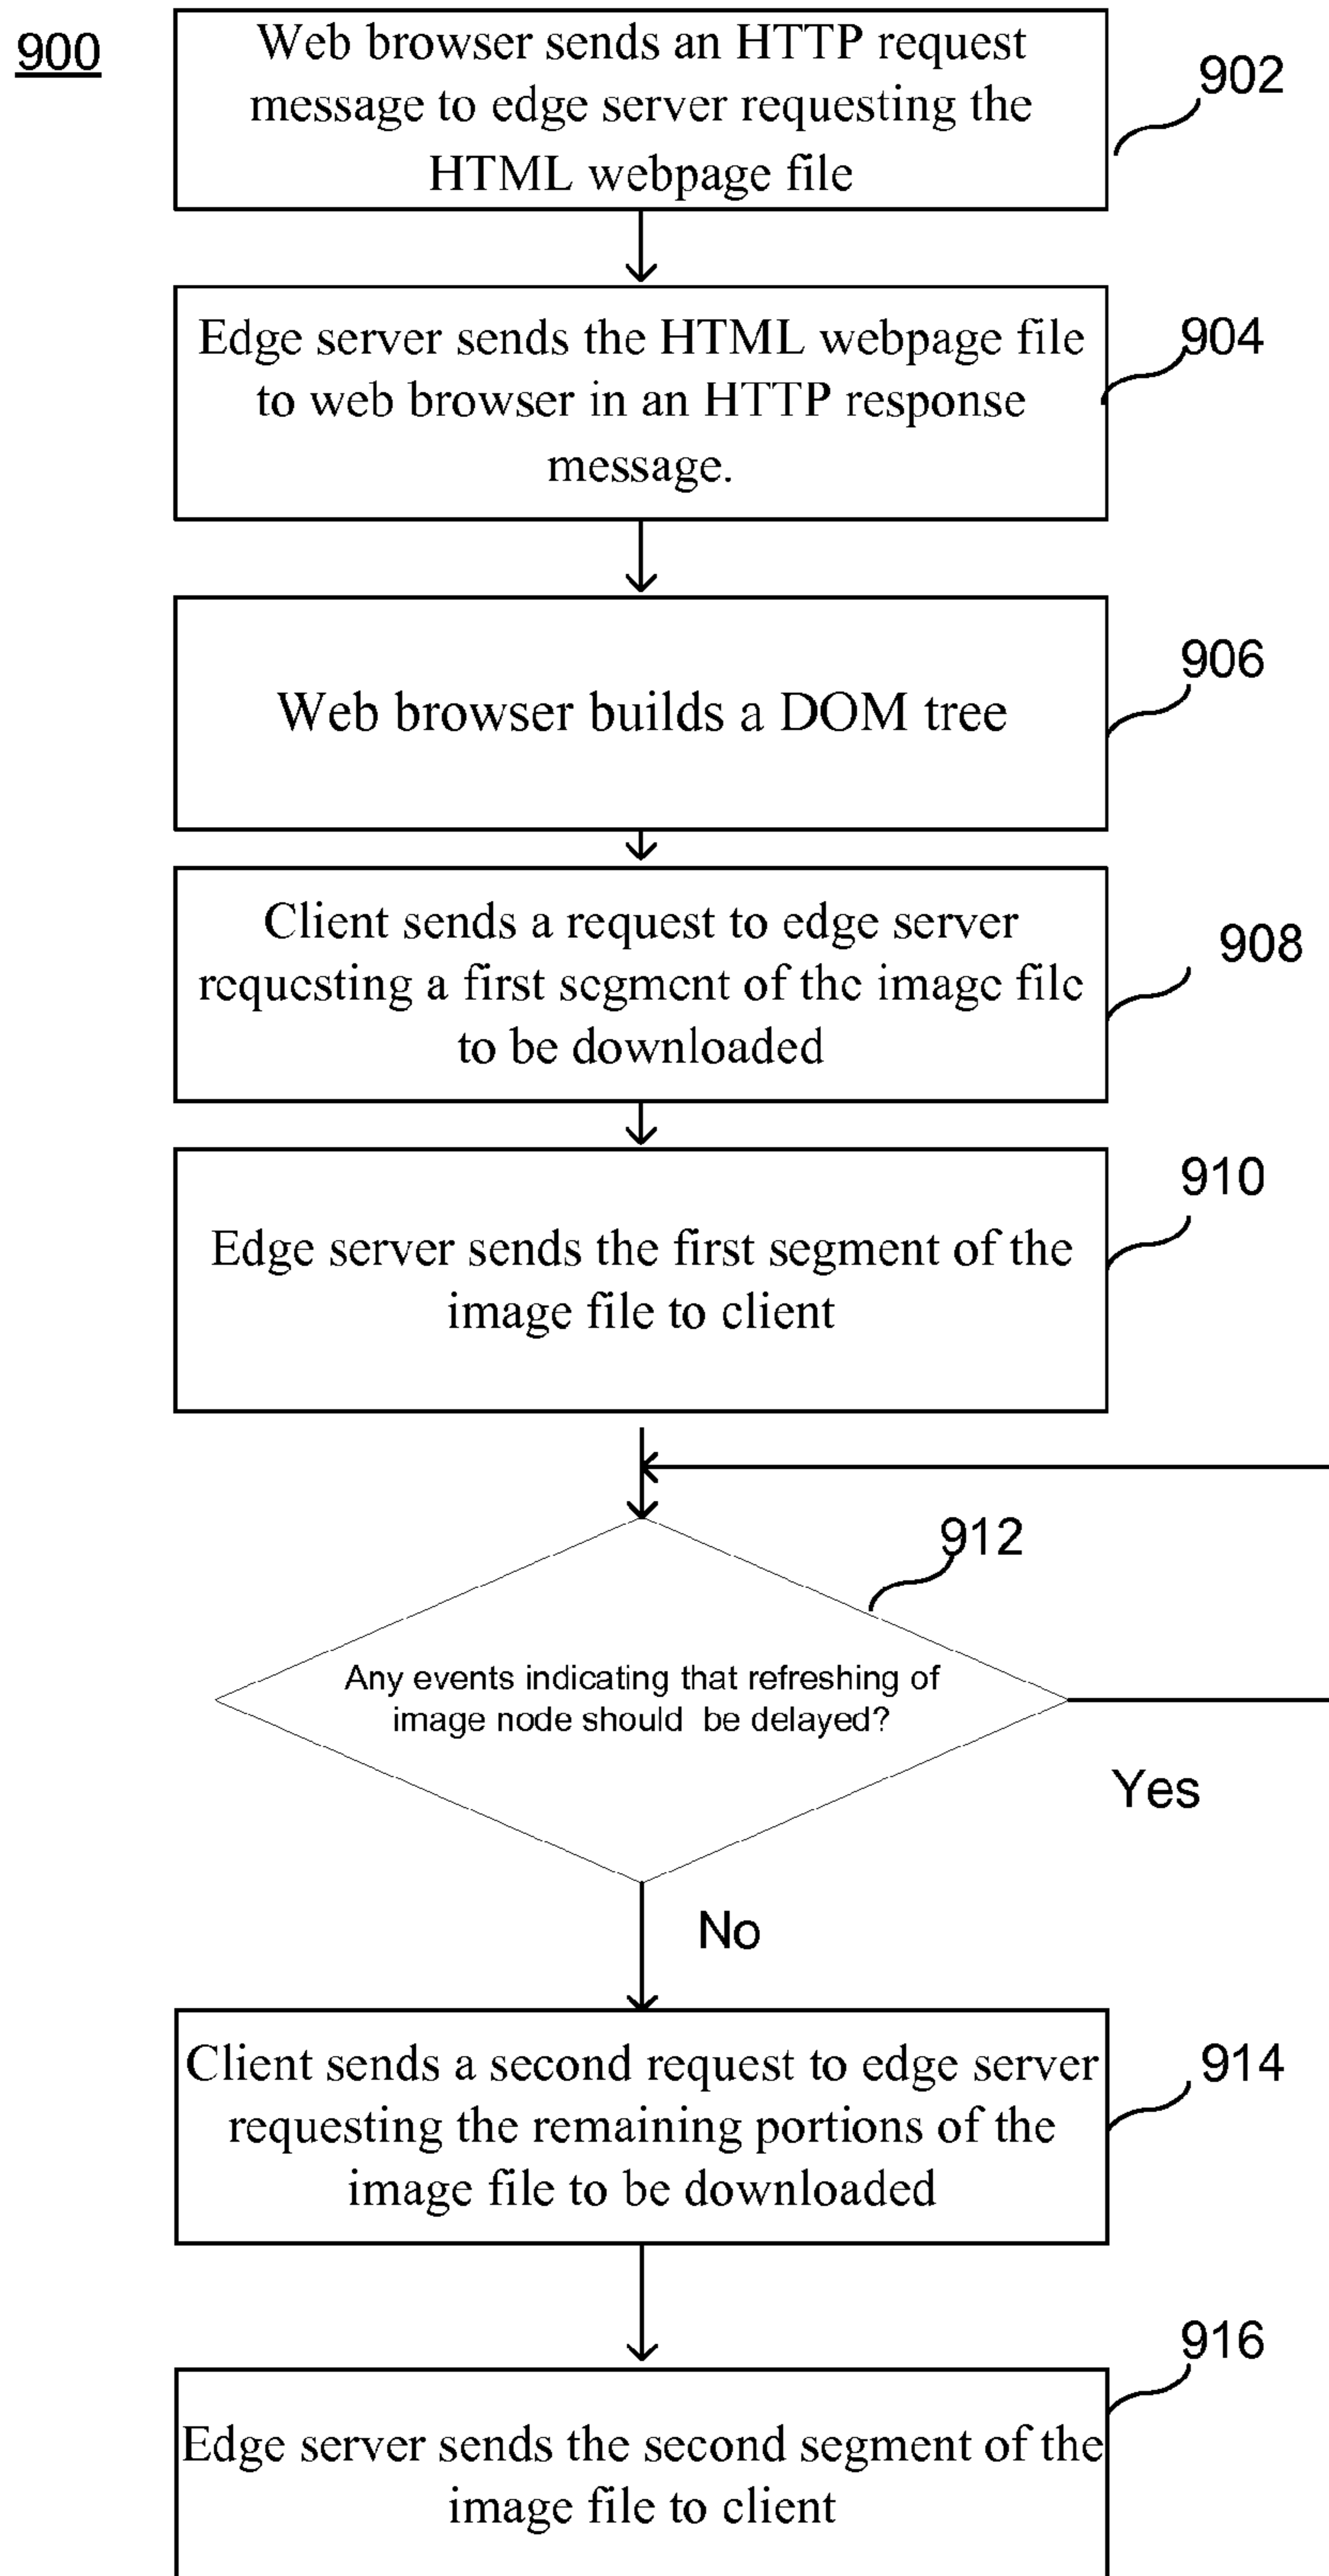 900
Web browser sends an HTTP request
message to edge server requesting the
HTML webpage file
902
Edge server sends the HTML webpage file
to web browser in an HTTP response
message.
904
Web browser builds a DOM tree
906
Client sends a request to edge server
requesting a first segment of the image file
to be downloaded
908
Edge server sends the first segment of the
image file to client
910
912
Any events indicating that refreshing of
image node should be delayed?
Yes
No
Client sends a second request to edge server
requesting the remaining portions of the
image file to be downloaded
914
Edge server sends the second segment of the
image file to client
916